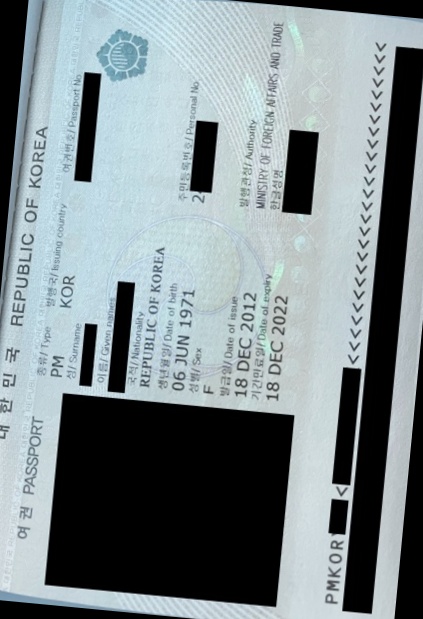 대 한 민 국 REPUBLIC OF KOREA
여권 PASSPORT
종류/ Type 발행국/ Issuing country 여권번호/ Passport No
PM KOR
성/ Surname
이름/ Given names
국적/ Nationality
REPUBLIC OF KOREA
생년월일/ Date of birth 주민등록번호/ Personal No
06 JUN 1971 2
성별/ Sex
F
발급일/ Date of issue 발행관청/ Authority
18 DEC 2012 MINISTRY OF FOREIGN AFFAIRS AND TRADE
기간만료일/ Date of expiry 한글성명
18 DEC 2022
PMKOR < <<<<<<<<<<<<<<<<<<<<<<<<